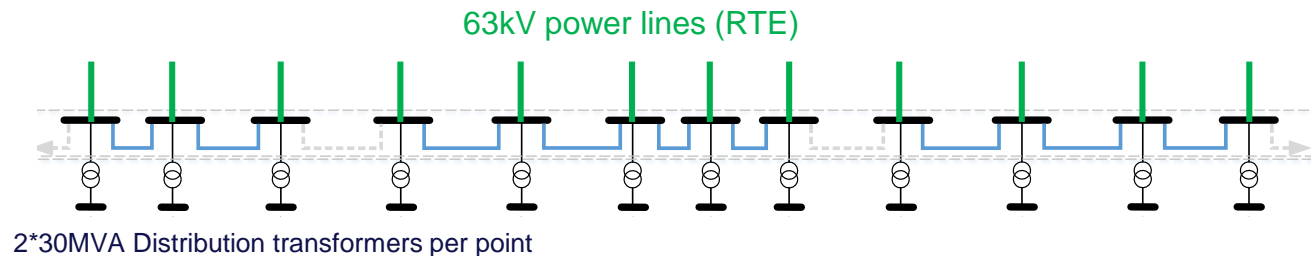 63kV power lines (RTE)
2*30MVA Distribution transformers per point